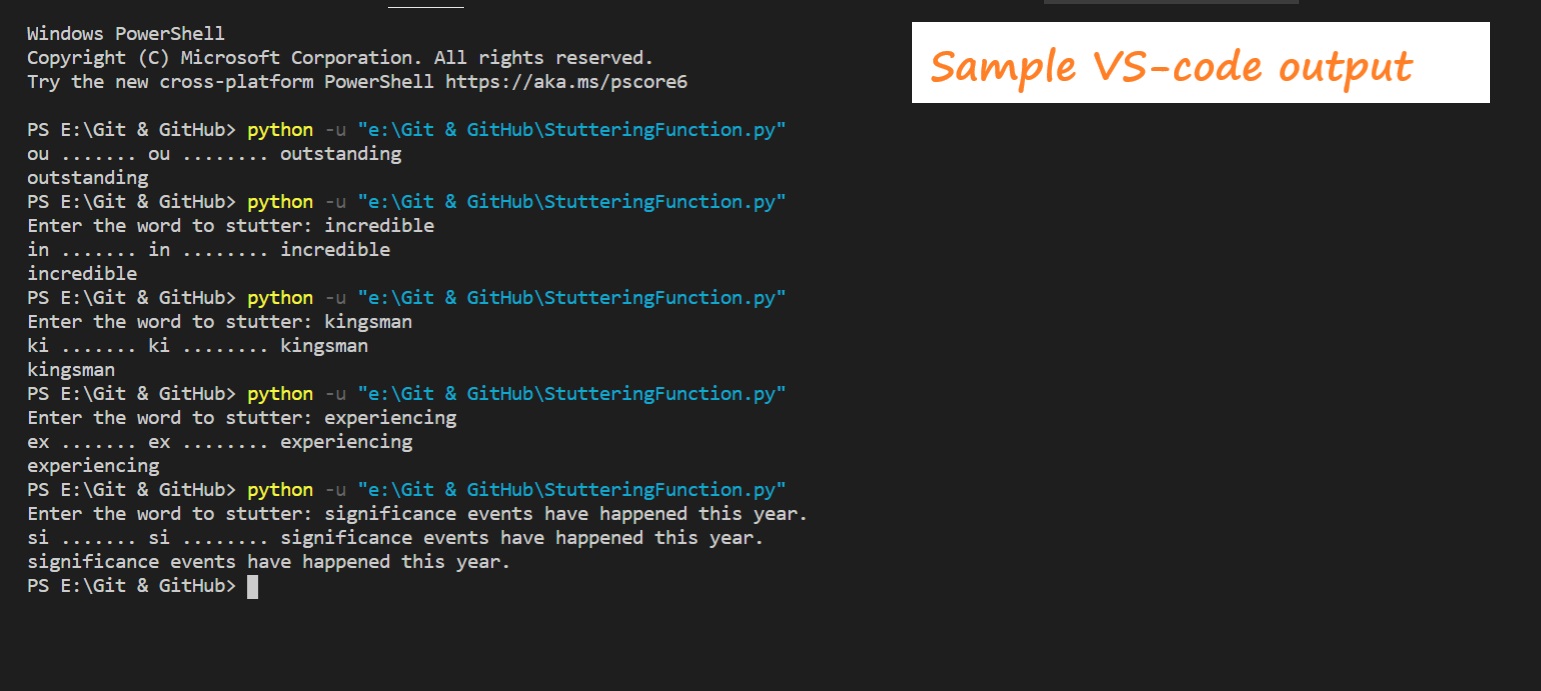 Windows PowerShell
Copyright (C) Microsoft Corporation. All rights reserved.
Try the new cross-platform PowerShell https://aka.ms/pscore6
Sample VS-code output
PS E:\Git & GitHub> python -u "e:\Git & GitHub\StutteringFunction.py"
ou ....... ou ........ outstanding
outstanding
PS E:\Git & GitHub> python -u "e:\Git & GitHub\StutteringFunction.py"
Enter the word to stutter: incredible
in ....... in ........ incredible
incredible
PS E:\Git & GitHub> python -u "e:\Git & GitHub\StutteringFunction.py"
Enter the word to stutter: kingsman
ki ....... ki ........ kingsman
kingsman
PS E:\Git & GitHub> python -u "e:\Git & GitHub\StutteringFunction.py"
Enter the word to stutter: experiencing
ex ....... ex ........ experiencing
experiencing
PS E:\Git & GitHub> python -u "e:\Git & GitHub\StutteringFunction.py"
Enter the word to stutter: significance events have happened this year.
si ....... si ........ significance events have happened this year.
significance events have happened this year.
PS E:\Git & GitHub>